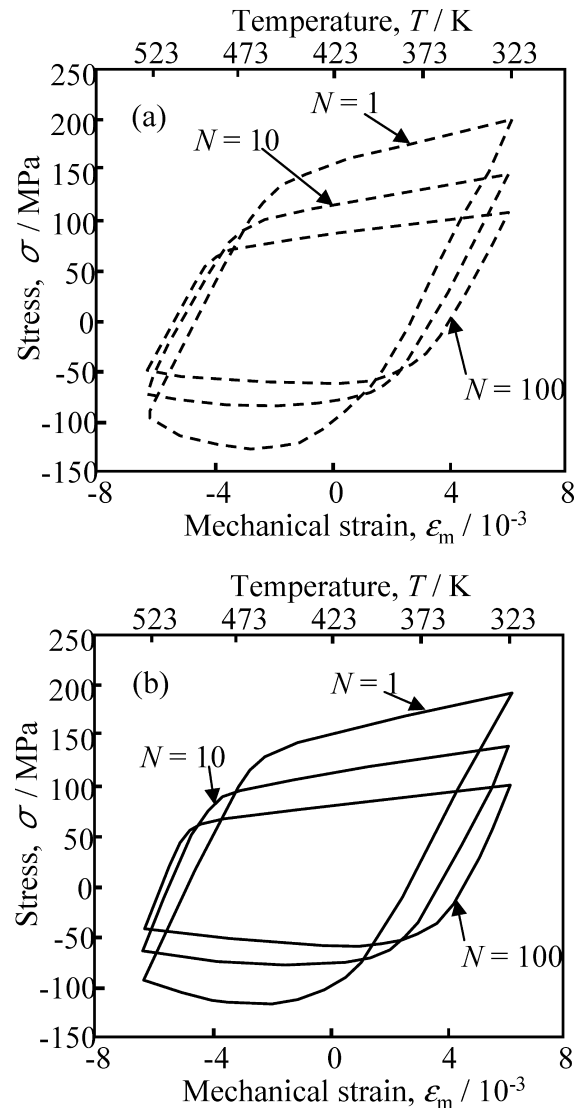 Temperature, T / K
523 473 423 373 323
250
200
150
100
50
0
-50
-100
-150
Stress, σ / MPa
(a)
N = 1
N = 10
N = 100
-8 -4 0 4 8
Mechanical strain, εm / 10-3
Temperature, T / K
523 473 423 373 323
250
200
150
100
50
0
-50
-100
-150
Stress, σ / MPa
(b)
N = 1
N = 10
N = 100
-8 -4 0 4 8
Mechanical strain, εm / 10-3